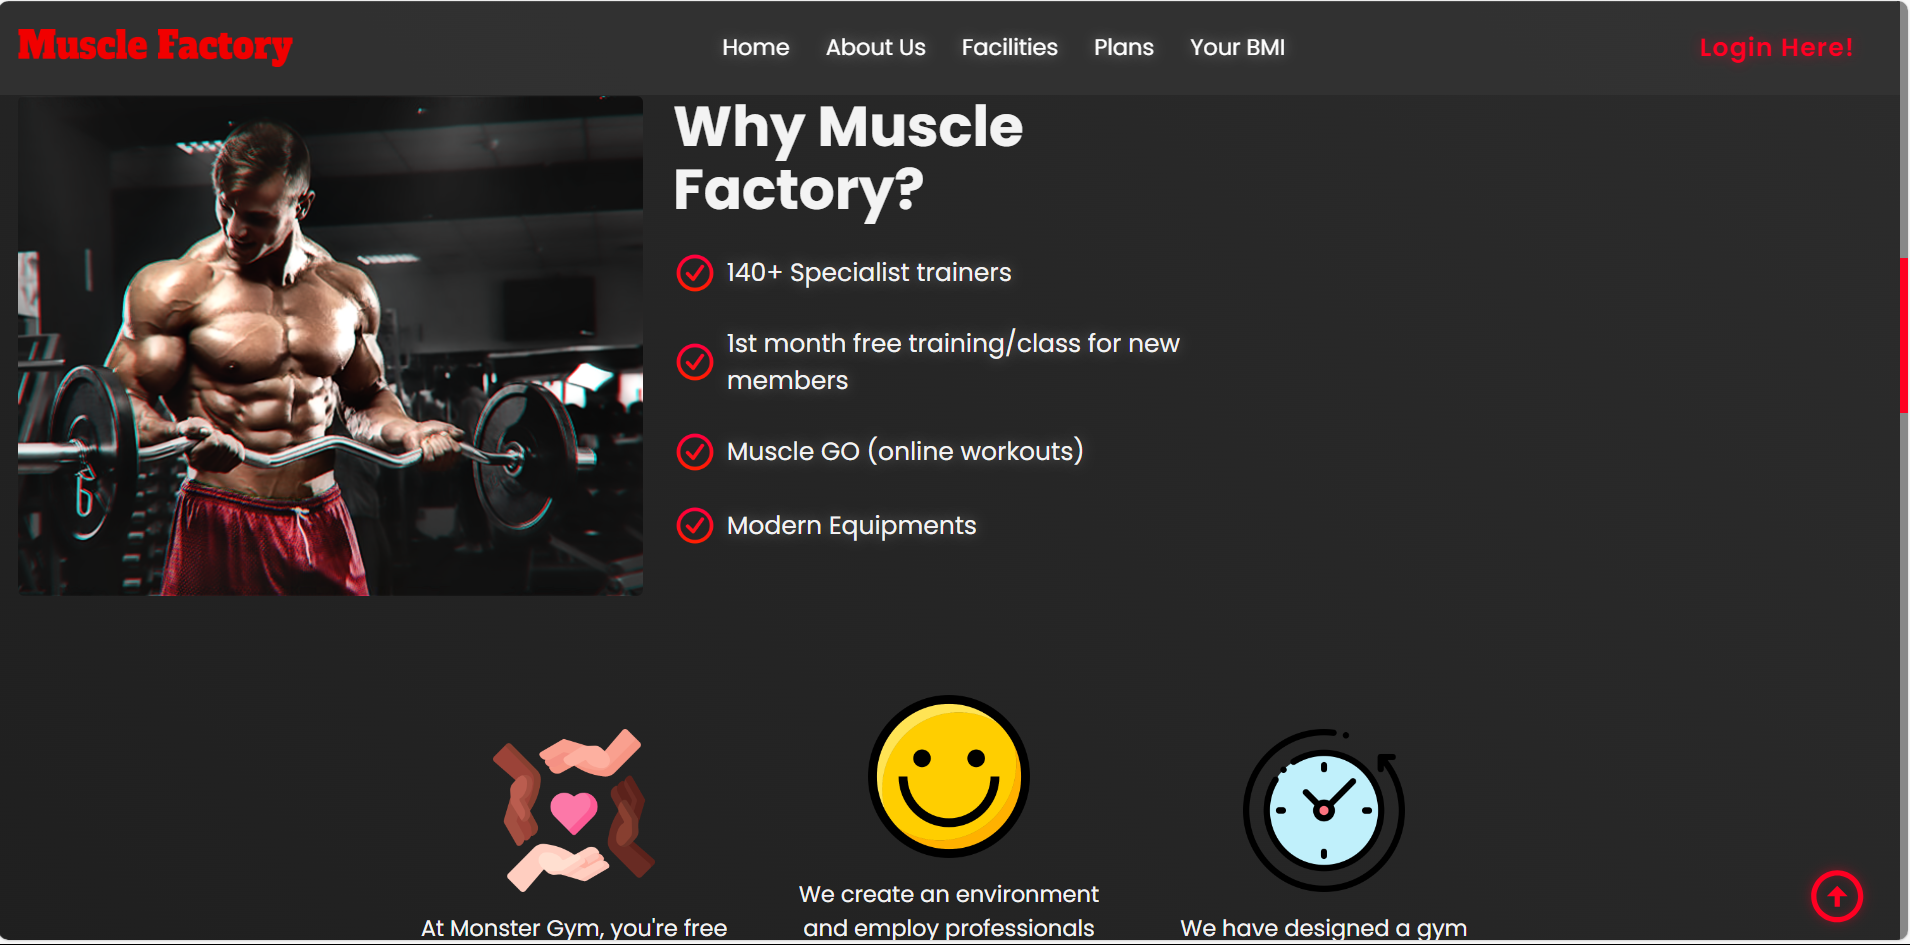 Muscle Factory
Home About Us Facilities Plans Your BMI
Login Here!
Why Muscle
Factory?
140+ Specialist trainers
1st month free training/class for new
members
Muscle GO (online workouts)
Modern Equipments
At Monster Gym, you're free
We create an environment
and employ professionals
We have designed a gym